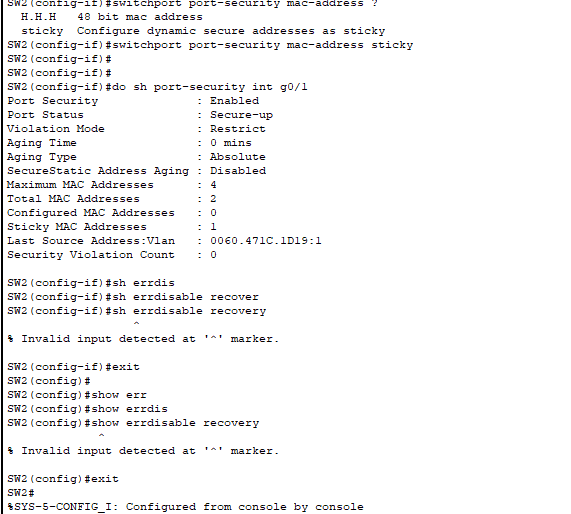 SW2(config-if)#switchport port-security mac-address ?
H.H.H 48 bit mac address
sticky Configure dynamic secure addresses as sticky
SW2(config-if)#switchport port-security mac-address sticky
SW2(config-if)#
SW2(config-if)#
SW2(config-if)#do sh port-security int g0/1
Port Security : Enabled
Port Status : Secure-up
Violation Mode : Restrict
Aging Time : 0 mins
Aging Type : Absolute
SecureStatic Address Aging : Disabled
Maximum MAC Addresses : 4
Total MAC Addresses : 2
Configured MAC Addresses : 0
Sticky MAC Addresses : 1
Last Source Address:Vlan : 0060.471C.1D19:1
Security Violation Count : 0
SW2(config-if)#sh errdis
SW2(config-if)#sh errdisable recover
SW2(config-if)#sh errdisable recovery
^
% Invalid input detected at '^' marker.
SW2(config-if)#exit
SW2(config)#
SW2(config)#show err
SW2(config)#show errdis
SW2(config)#show errdisable recovery
^
% Invalid input detected at '^' marker.
SW2(config)#exit
SW2#
%SYS-5-CONFIG_I: Configured from console by console